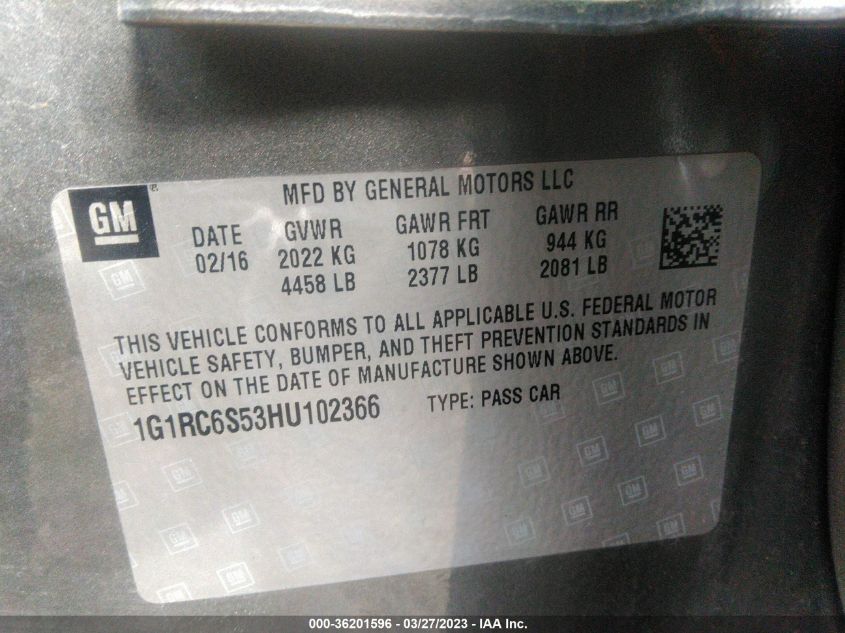 MFD BY GENERAL MOTORS LLC
GM®
DATE GVWR GAWR FRT GAWR RR
02/16 2022 KG 1078 KG 944 KG
4458 LB 2377 LB 2081 LB
THIS VEHICLE CONFORMS TO ALL APPLICABLE U.S. FEDERAL MOTOR
VEHICLE SAFETY, BUMPER, AND THEFT PREVENTION STANDARDS IN
EFFECT ON THE DATE OF MANUFACTURE SHOWN ABOVE.
1G1RC6S53HU102366 TYPE: PASS CAR
000-36201596 - 03/27/2023 - IAA Inc.